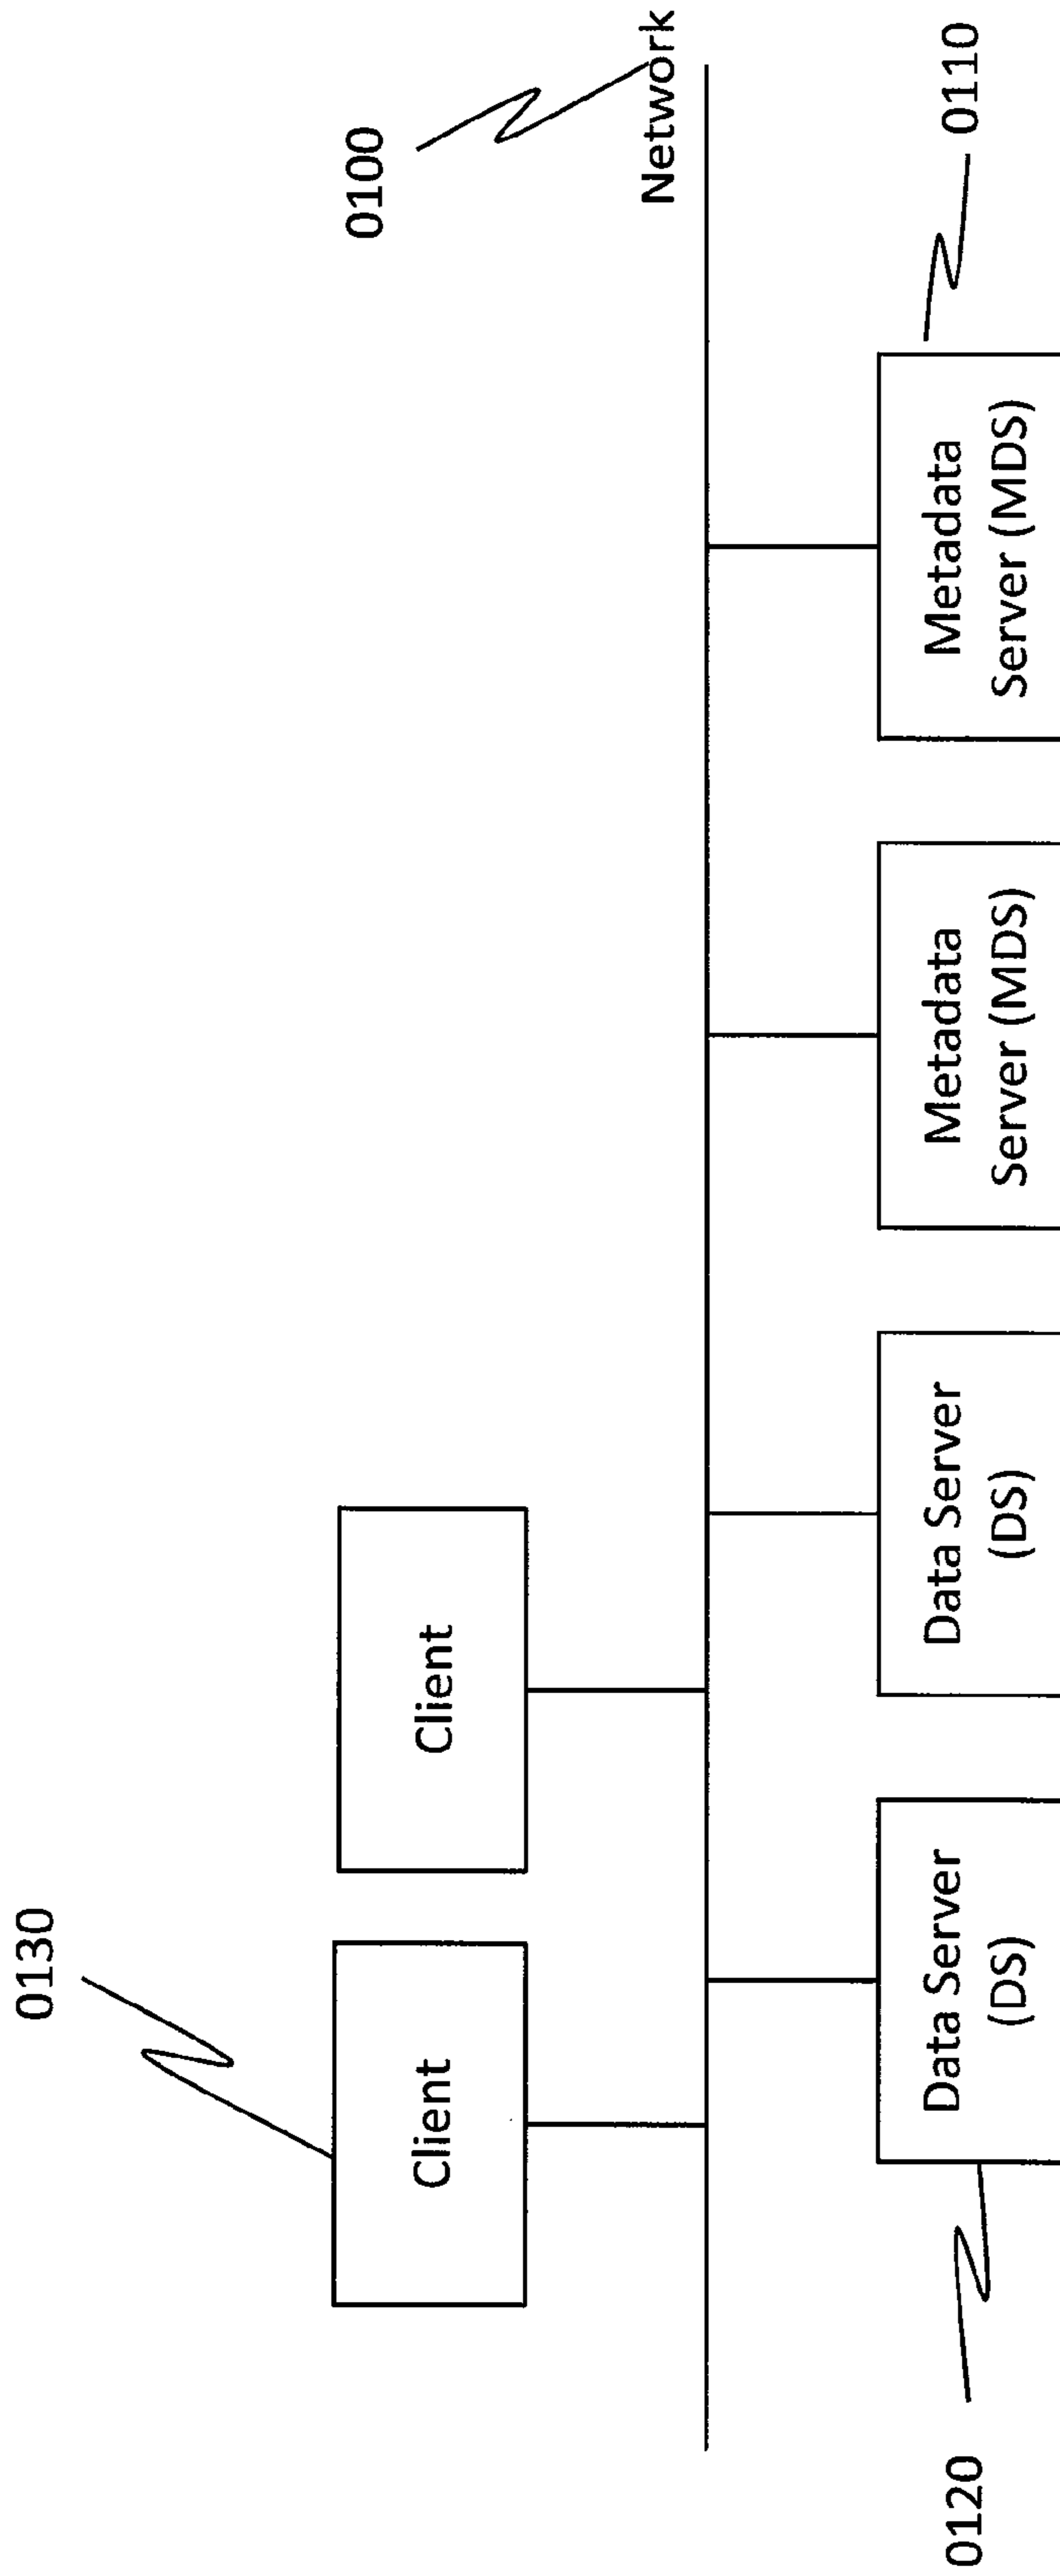 0130
0100
Client
Client
Network
0120
Data Server
(DS)
Data Server
(DS)
Metadata
Server (MDS)
Metadata
Server (MDS)
0110